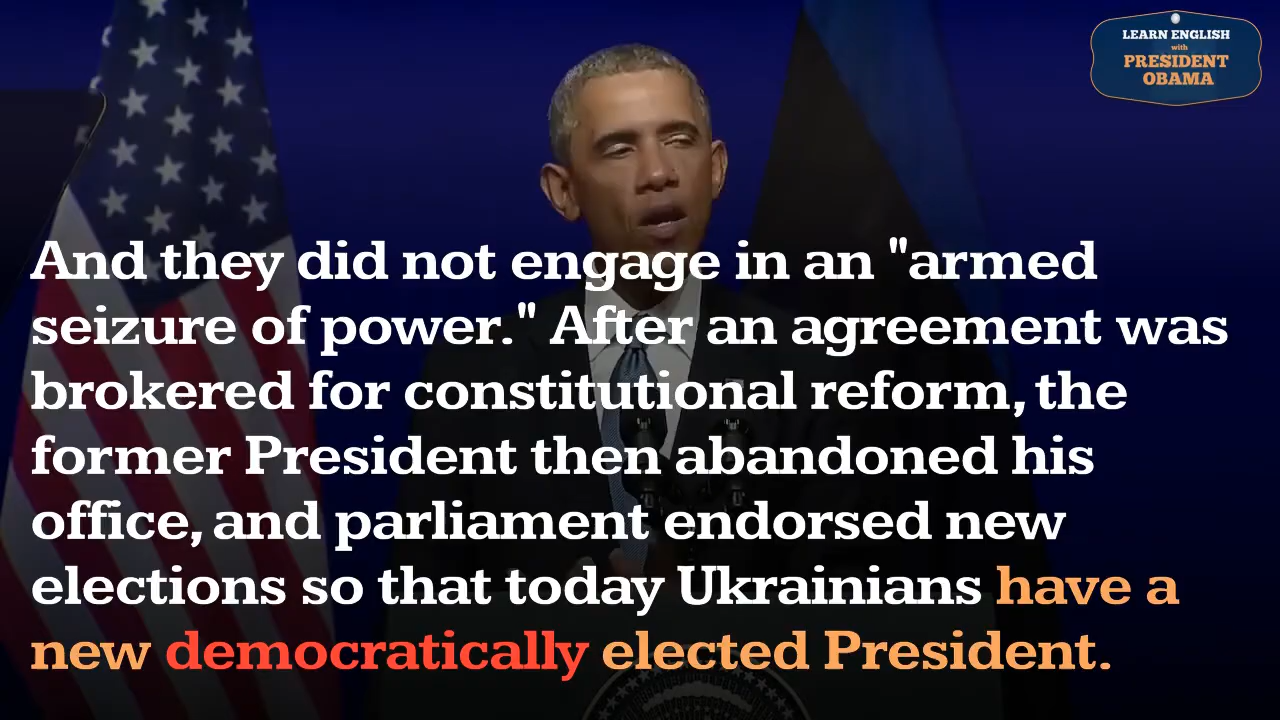 LEARN ENGLISH
with
PRESIDENT
OBAMA
And they did not engage in an "armed
seizure of power." After an agreement was
brokered for constitutional reform, the
former President then abandoned his
office, and parliament endorsed new
elections so that today Ukrainians have a
new democratically elected President.